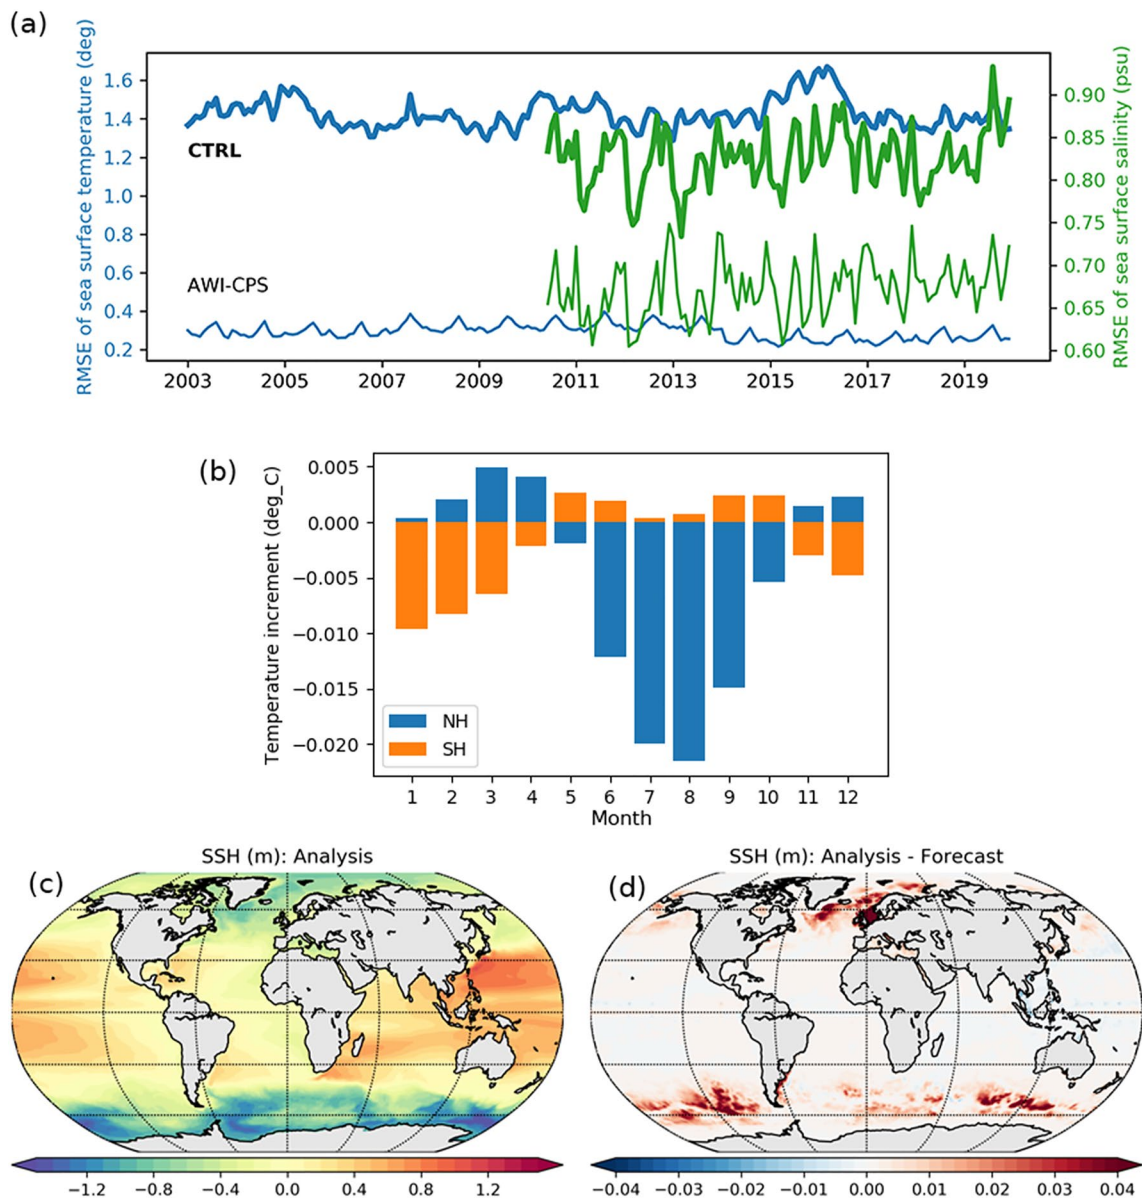 (a)
RMSE of sea surface temperature (deg)
1.6
1.4
1.2
1.0
0.8
0.6
0.4
0.2
CTRL
AWI-CPS
0.90
0.85
0.80
0.75
0.70
0.65
0.60
RMSE of sea surface salinity (psu)
2003 2005 2007 2009 2011 2013 2015 2017 2019
(b)
Temperature increment (deg_C)
0.005
0.000
−0.005
−0.010
−0.015
−0.020
NH
SH
1 2 3 4 5 6 7 8 9 10 11 12
Month
SSH (m): Analysis
(c)
−1.2 −0.8 −0.4 0.0 0.4 0.8 1.2
SSH (m): Analysis - Forecast
(d)
−0.04 −0.03 −0.02 −0.01 0.00 0.01 0.02 0.03 0.04